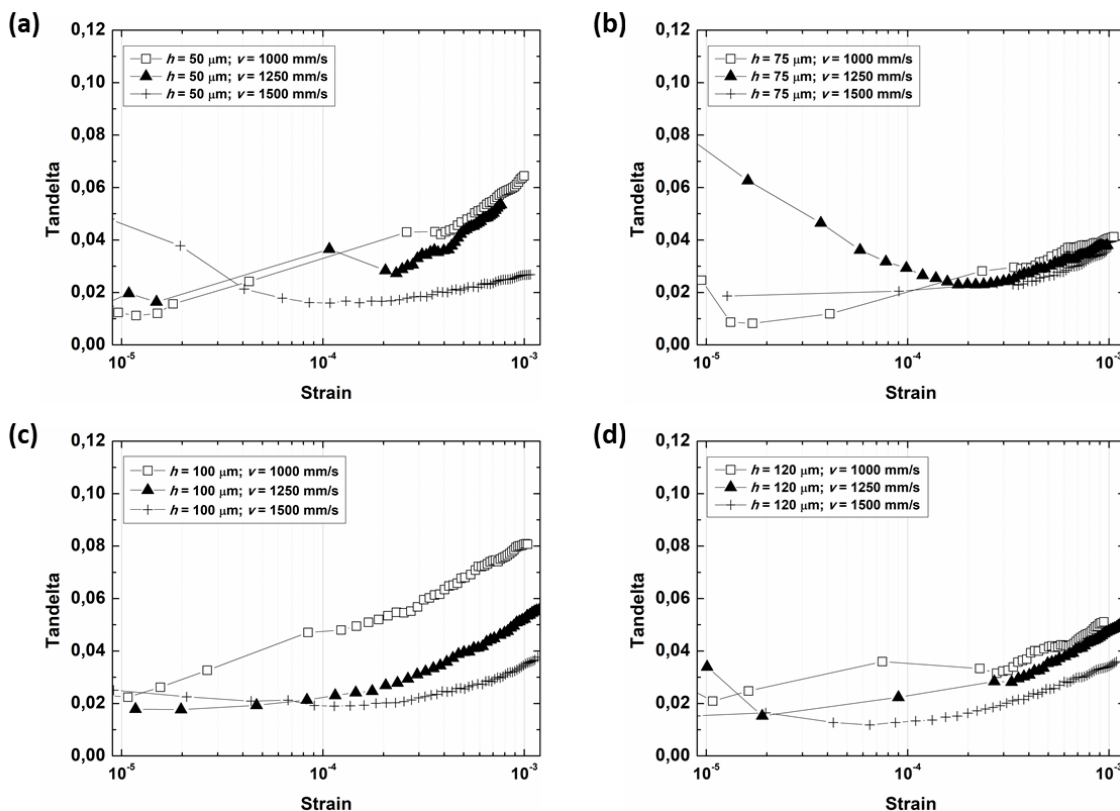 (a)
0,12
0,10
0,08
0,06
0,04
0,02
0,00
Tandelta
h = 50 μm; v = 1000 mm/s
h = 50 μm; v = 1250 mm/s
h = 50 μm; v = 1500 mm/s
10-5
10-4
10-3
Strain
(b)
0,12
0,10
0,08
0,06
0,04
0,02
0,00
Tandelta
h = 75 μm; v = 1000 mm/s
h = 75 μm; v = 1250 mm/s
h = 75 μm; v = 1500 mm/s
10-5
10-4
10-3
Strain
(c)
0,12
0,10
0,08
0,06
0,04
0,02
0,00
Tandelta
h = 100 μm; v = 1000 mm/s
h = 100 μm; v = 1250 mm/s
h = 100 μm; v = 1500 mm/s
10-5
10-4
10-3
Strain
(d)
0,12
0,10
0,08
0,06
0,04
0,02
0,00
Tandelta
h = 120 μm; v = 1000 mm/s
h = 120 μm; v = 1250 mm/s
h = 120 μm; v = 1500 mm/s
10-5
10-4
10-3
Strain